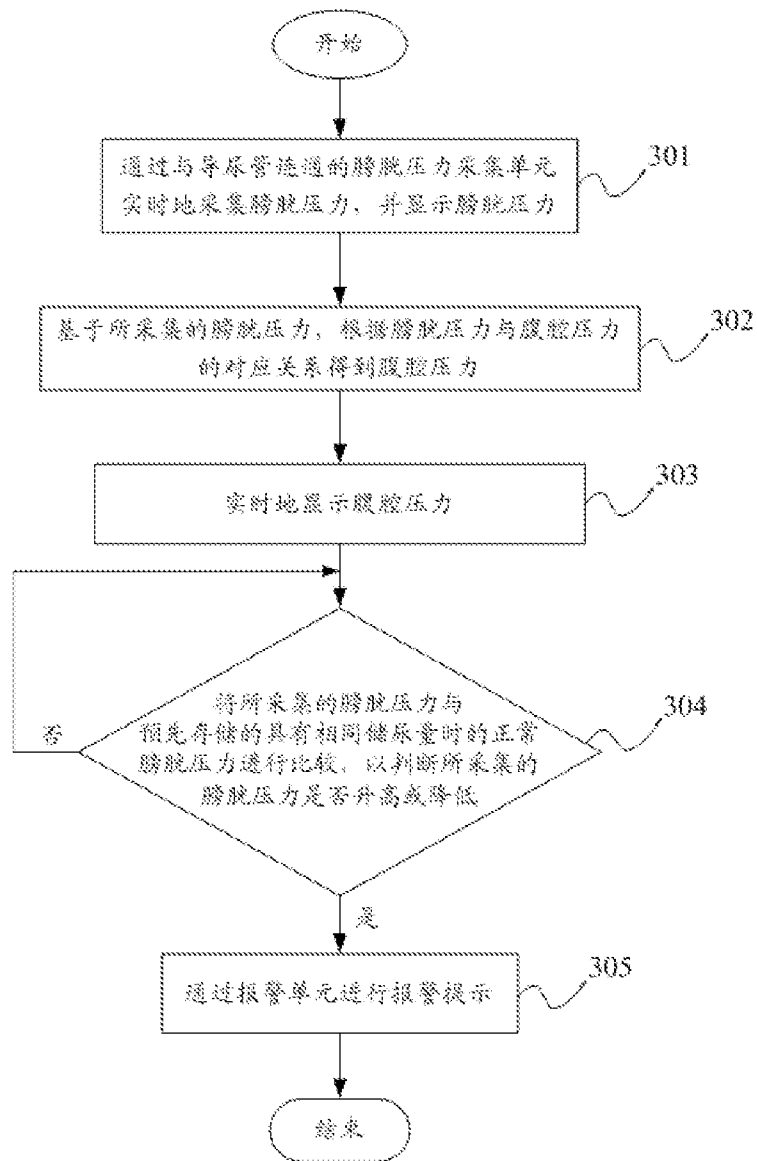 开始
通过与导尿管连通的膀胱压力采集单元
实时地采集膀胱压力，并显示膀胱压力
301
基于所采集的膀胱压力，根据膀胱压力与腹腔压力
的对应关系得到腹腔压力
302
实时地显示腹腔压力
303
将所采集的膀胱压力与
预先存储的具有相同储尿量时的正常
膀胱压力进行比较，以判断所采集的
膀胱压力是否升高或降低
304
否
是
通过报警单元进行报警提示
305
结束